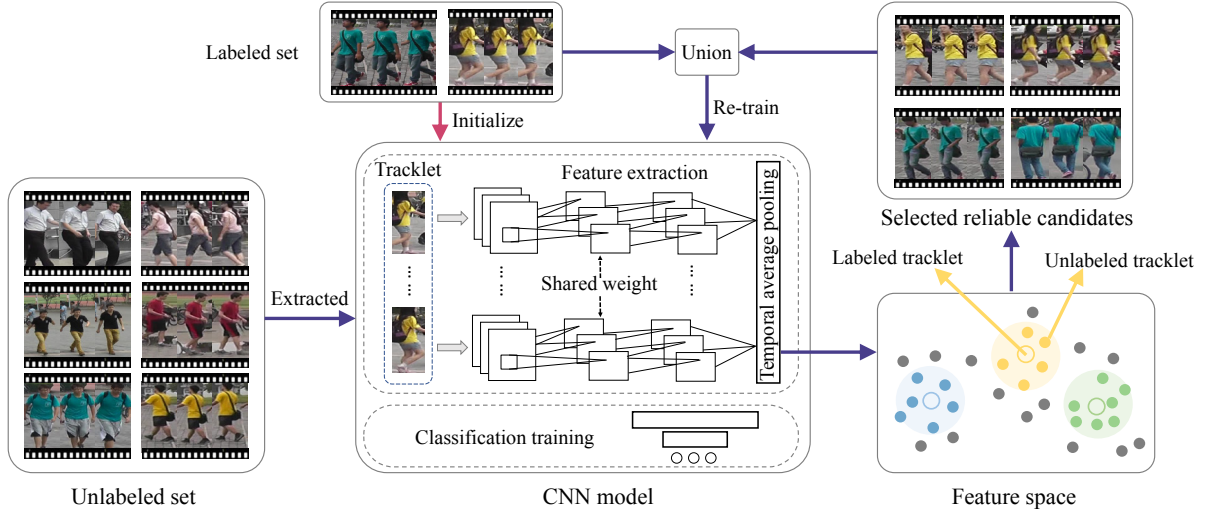 Labeled set
Union
Initialize
Re-train
Selected reliable candidates
Tracklet
Feature extraction
Shared weight
Temporal average pooling
Extracted
Labeled tracklet
Unlabeled tracklet
Classification training
Unlabeled set
CNN model
Feature space